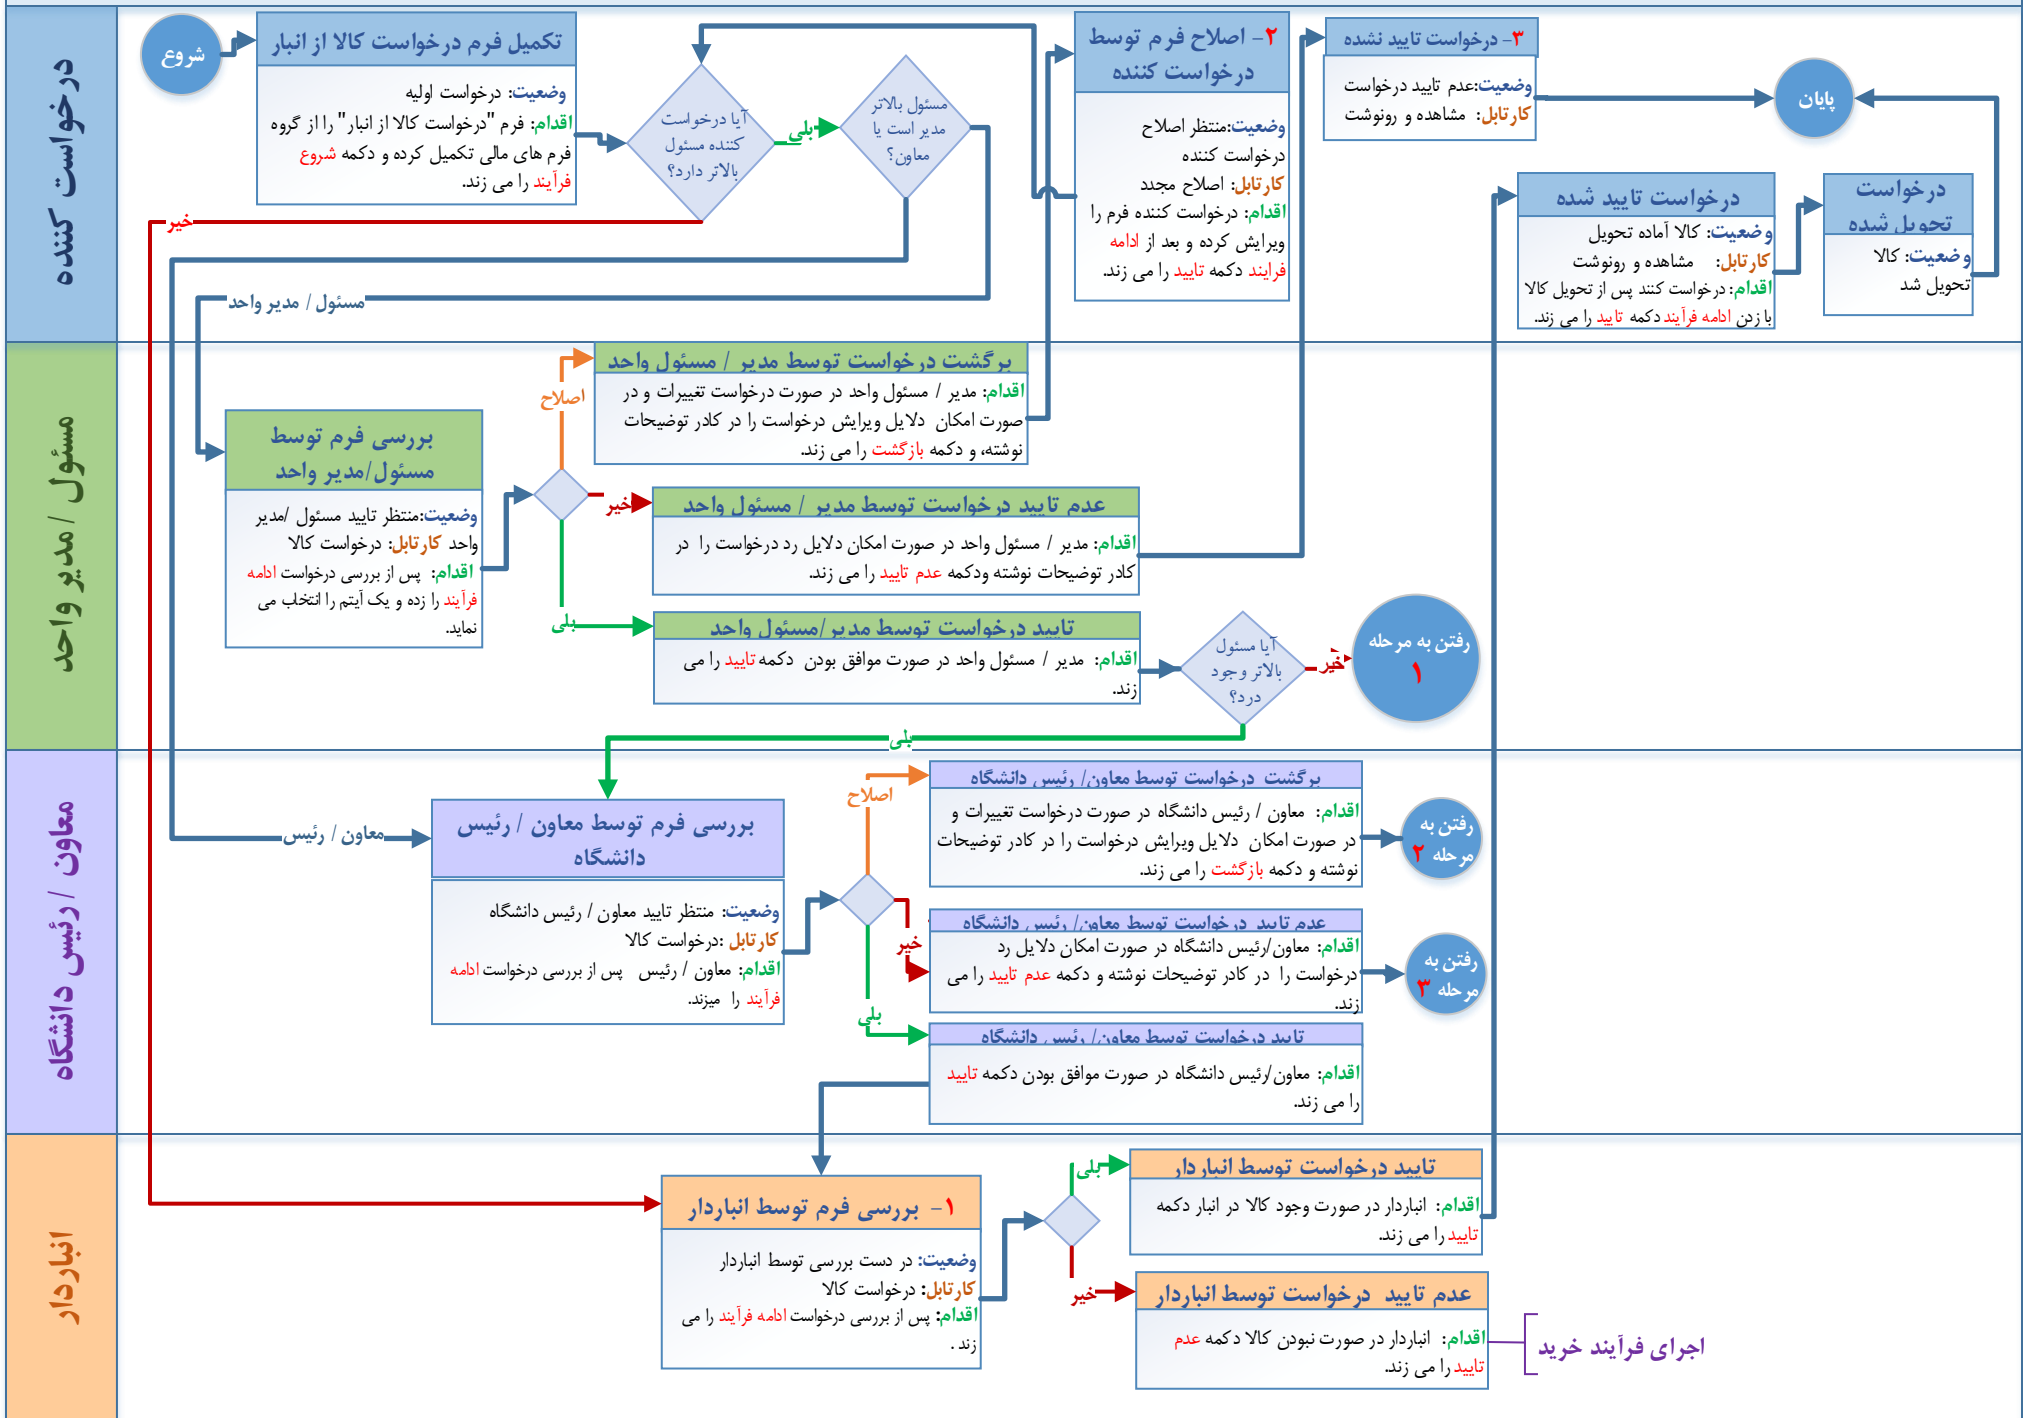 درخواست کننده
شروع
تکمیل فرم درخواست کالا از انبار
وضعیت: درخواست اولیه
اقدام: فرم "درخواست کالا از انبار" را از گروه
فرم های مالی تکمیل کرده و دکمه شروع
فرآیند را می زند.
آیا درخواست
کننده مسئول
بالاتر دارد؟
بلی
خیر
مسئول بالاتر
مدیر است یا
معاون؟
مسئول / مدیر واحد
۲- اصلاح فرم توسط
درخواست کننده
وضعیت:منتظر اصلاح
درخواست کننده
کارتابل: اصلاح مجدد
اقدام: درخواست کننده فرم را
ویرایش کرده و بعد از ادامه
فرایند دکمه تایید را می زند.
۳- درخواست تایید نشده
وضعیت:عدم تایید درخواست
کارتابل: مشاهده و رونوشت
پایان
درخواست تایید شده
وضعیت: کالا آماده تحویل
کارتابل: مشاهده و رونوشت
اقدام: درخواست کنند پس از تحویل کالا
با زدن ادامه فرآیند دکمه تایید را می زند.
درخواست
تحویل شده
وضعیت: کالا
تحویل شد
مسئول /مدیر واحد
بررسی فرم توسط
مسئول/مدیر واحد
وضعیت:منتظر تایید مسئول /مدیر
واحد کارتابل: درخواست کالا
اقدام: پس از بررسی درخواست ادامه
فرآیند را زده و یک آیتم را انتخاب می
نماید.
اصلاح
خیر
بلی
برگشت درخواست توسط مدیر / مسئول واحد
اقدام: مدیر / مسئول واحد در صورت درخواست تغییرات و در
صورت امکان دلایل ویرایش درخواست را در کادر توضیحات
نوشته، و دکمه بازگشت را می زند.
عدم تایید درخواست توسط مدیر / مسئول واحد
اقدام: مدیر / مسئول واحد در صورت امکان دلایل رد درخواست را در
کادر توضیحات نوشته ودکمه عدم تایید را می زند.
تایید درخواست توسط مدیر/مسئول واحد
اقدام: مدیر / مسئول واحد در صورت موافق بودن دکمه تایید را می
زند.
آیا مسئول
بالاتر وجود
درد؟
خیر
رفتن به مرحله
۱
بلی
معاون /رئیس دانشگاه
معاون / رئیس
بررسی فرم توسط معاون / رئیس
دانشگاه
وضعیت: منتظر تایید معاون / رئیس دانشگاه
کارتابل :درخواست کالا
اقدام: معاون / رئیس پس از بررسی درخواست ادامه
فرآیند را میزند.
اصلاح
خیر
بلی
برگشت درخواست توسط معاون/ رئیس دانشگاه
اقدام: معاون / رئیس دانشگاه در صورت درخواست تغییرات و
در صورت امکان دلایل ویرایش درخواست را در کادر توضیحات
نوشته و دکمه بازگشت را می زند.
رفتن به
مرحله ۲
عدم تایید درخواست توسط معاون/ رئیس دانشگاه
اقدام: معاون/رئیس دانشگاه در صورت امکان دلایل رد
درخواست را در کادر توضیحات نوشته و دکمه عدم تایید را می
زند.
رفتن به
مرحله ۳
تایید درخواست توسط معاون/ رئیس دانشگاه
اقدام: معاون/رئیس دانشگاه در صورت موافق بودن دکمه تایید
را می زند.
انباردار
۱- بررسی فرم توسط انباردار
وضعیت: در دست بررسی توسط انباردار
کارتابل: درخواست کالا
اقدام: پس از بررسی درخواست ادامه فرآیند را می
زند .
بلی
خیر
تایید درخواست توسط انباردار
اقدام: انباردار در صورت وجود کالا در انبار دکمه
تایید را می زند.
عدم تایید درخواست توسط انباردار
اقدام: انباردار در صورت نبودن کالا دکمه عدم
تایید را می زند.
اجرای فرآیند خرید